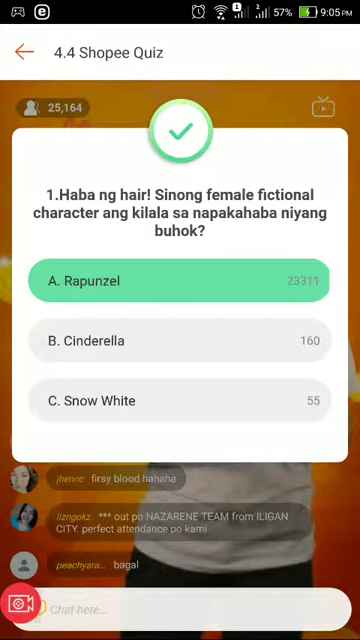 57% 9:05 PM
4.4 Shopee Quiz
25,164
1.Haba ng hair! Sinong female fictional
character ang kilala sa napakahaba niyang
buhok?
A. Rapunzel 23311
B. Cinderella 160
C. Snow White 55
jhenric firsy blood hahaha
lizngokz *** out po NAZARENE TEAM from ILIGAN
CITY. perfect attendance po kami
peachyara... bagal
Chat here...